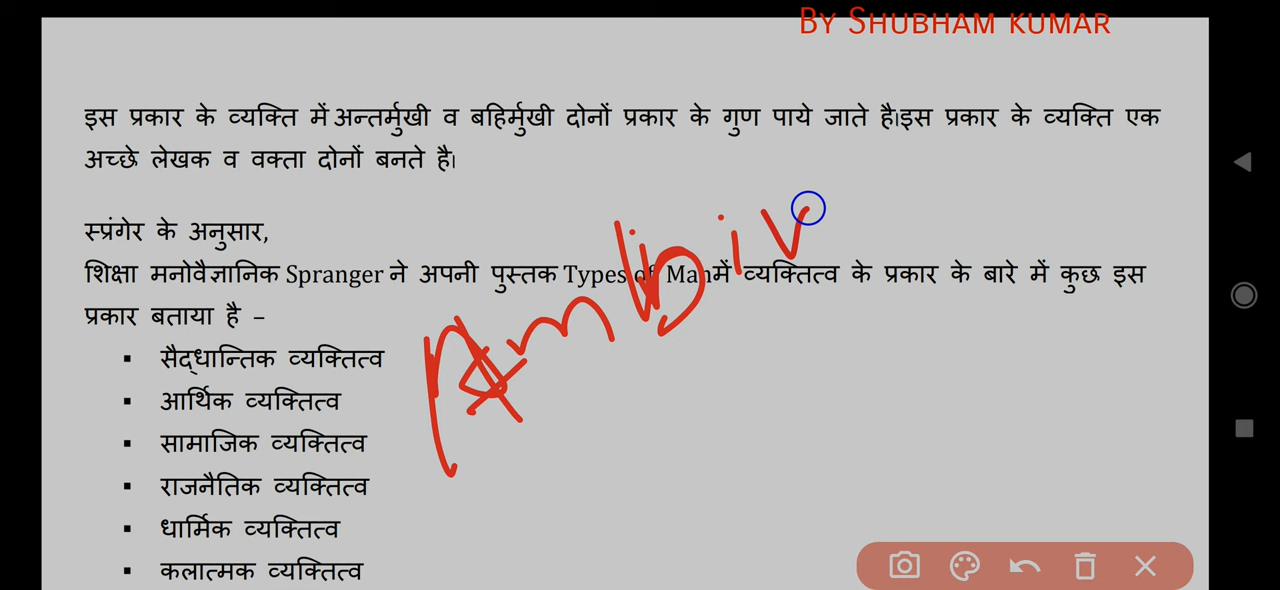 BY SHUBHAM KUMAR
इस प्रकार के व्यक्ति में अन्तर्मुखी व बहिर्मुखी दोनों प्रकार के गुण पाये जाते है।इस प्रकार के व्यक्ति एक
अच्छे लेखक व वक्ता दोनों बनते है।
स्प्रंगेर के अनुसार,
शिक्षा मनोवैज्ञानिक Spranger ने अपनी पुस्तक Types of Manमें व्यक्तित्व के प्रकार के बारे में कुछ इस
प्रकार बताया है –
Ambiv
▪ सैद्धान्तिक व्यक्तित्व
▪ आर्थिक व्यक्तित्व
▪ सामाजिक व्यक्तित्व
▪ राजनैतिक व्यक्तित्व
▪ धार्मिक व्यक्तित्व
▪ कलात्मक व्यक्तित्व